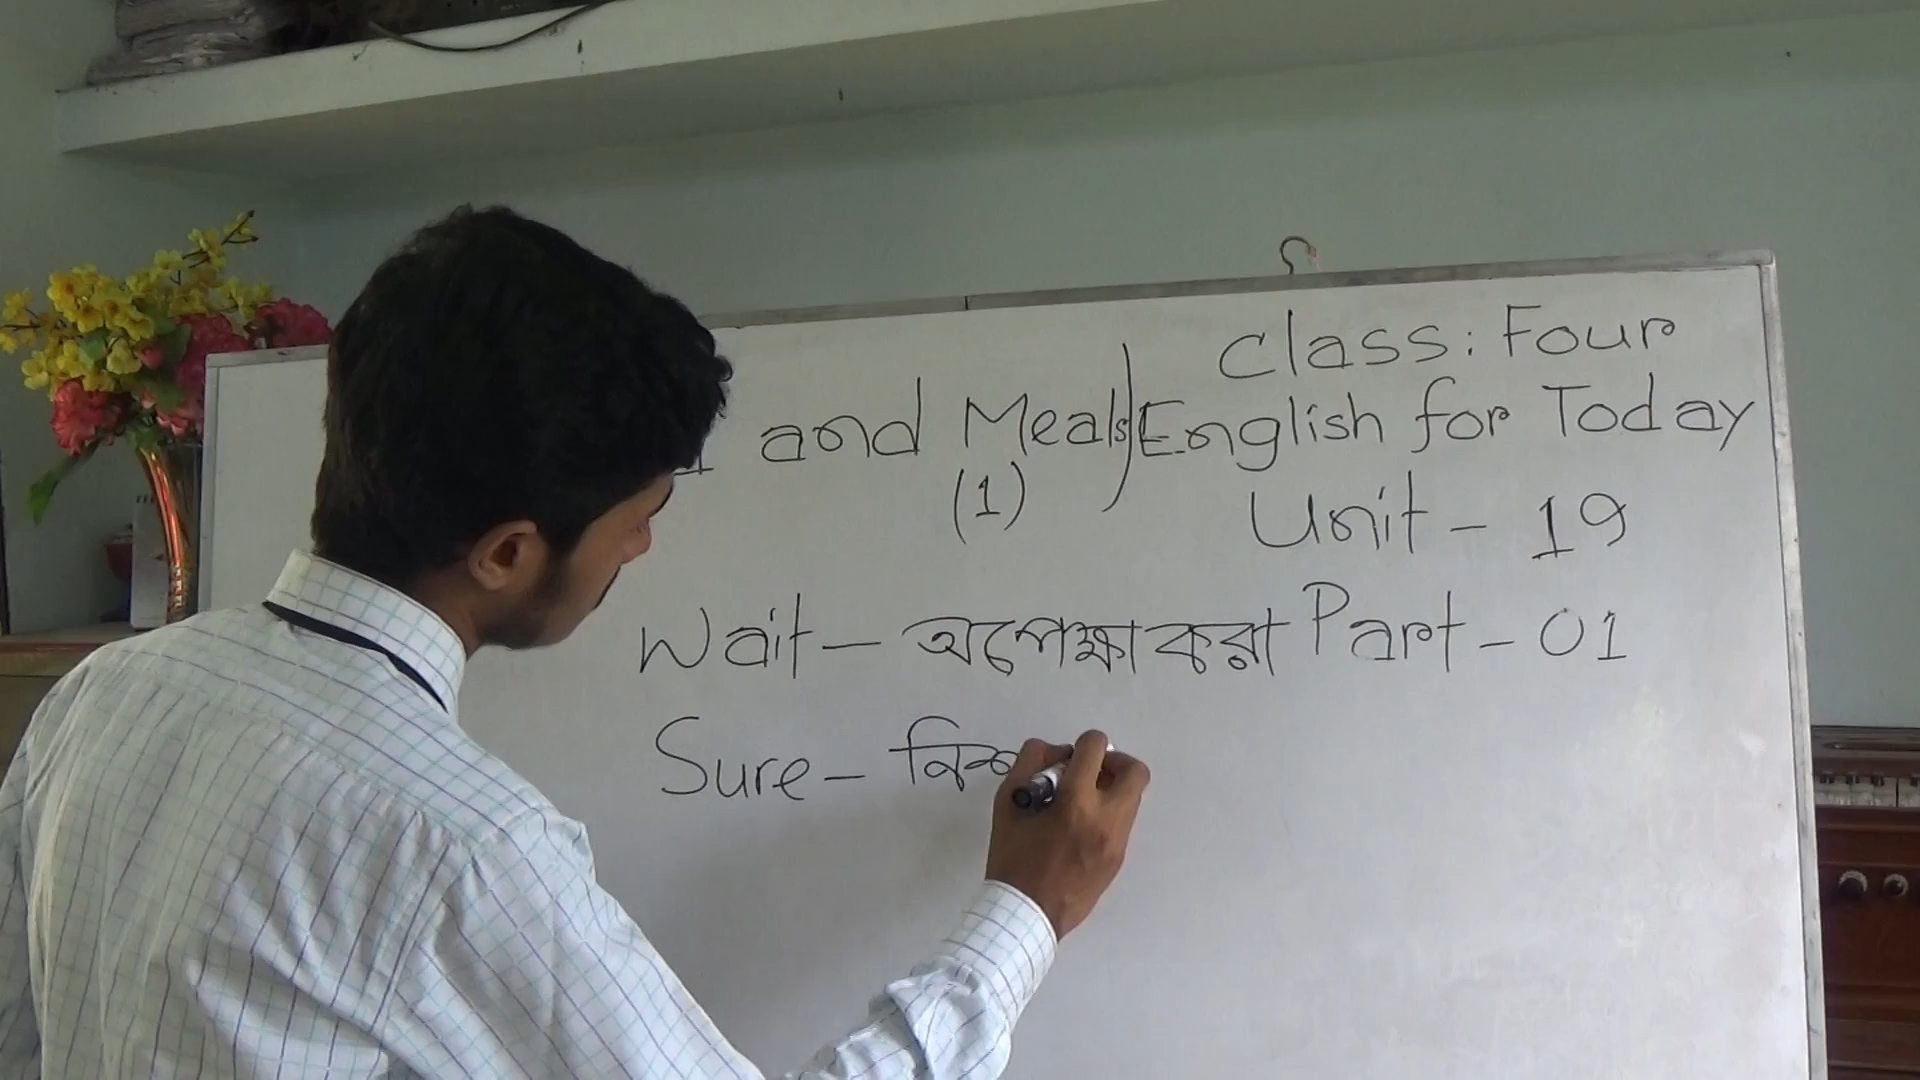 Class: Four
and Meals English for Today
(1)
Unit - 19
Wait - অপেক্ষা করা Part - 01
Sure -